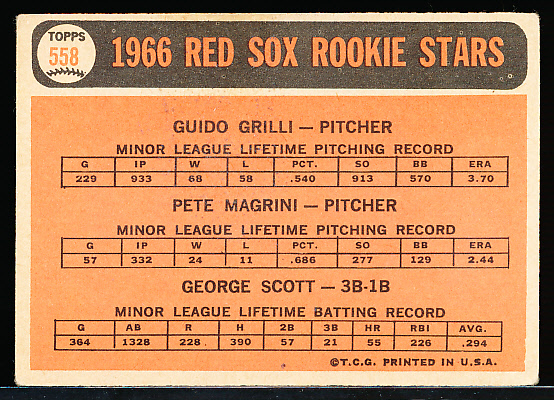 TOPPS
558
1966 RED SOX ROOKIE STARS
GUIDO GRILLI — PITCHER
MINOR LEAGUE LIFETIME PITCHING RECORD
G IP W L PCT. SO BB ERA
229 933 68 58 .540 913 570 3.70
PETE MAGRINI — PITCHER
MINOR LEAGUE LIFETIME PITCHING RECORD
G IP W L PCT. SO BB ERA
57 332 24 11 .686 277 129 2.44
GEORGE SCOTT — 3B-1B
MINOR LEAGUE LIFETIME BATTING RECORD
G AB R H 2B 3B HR RBI AVG.
364 1328 228 390 57 21 55 226 .294
©T.C.G. PRINTED IN U.S.A.